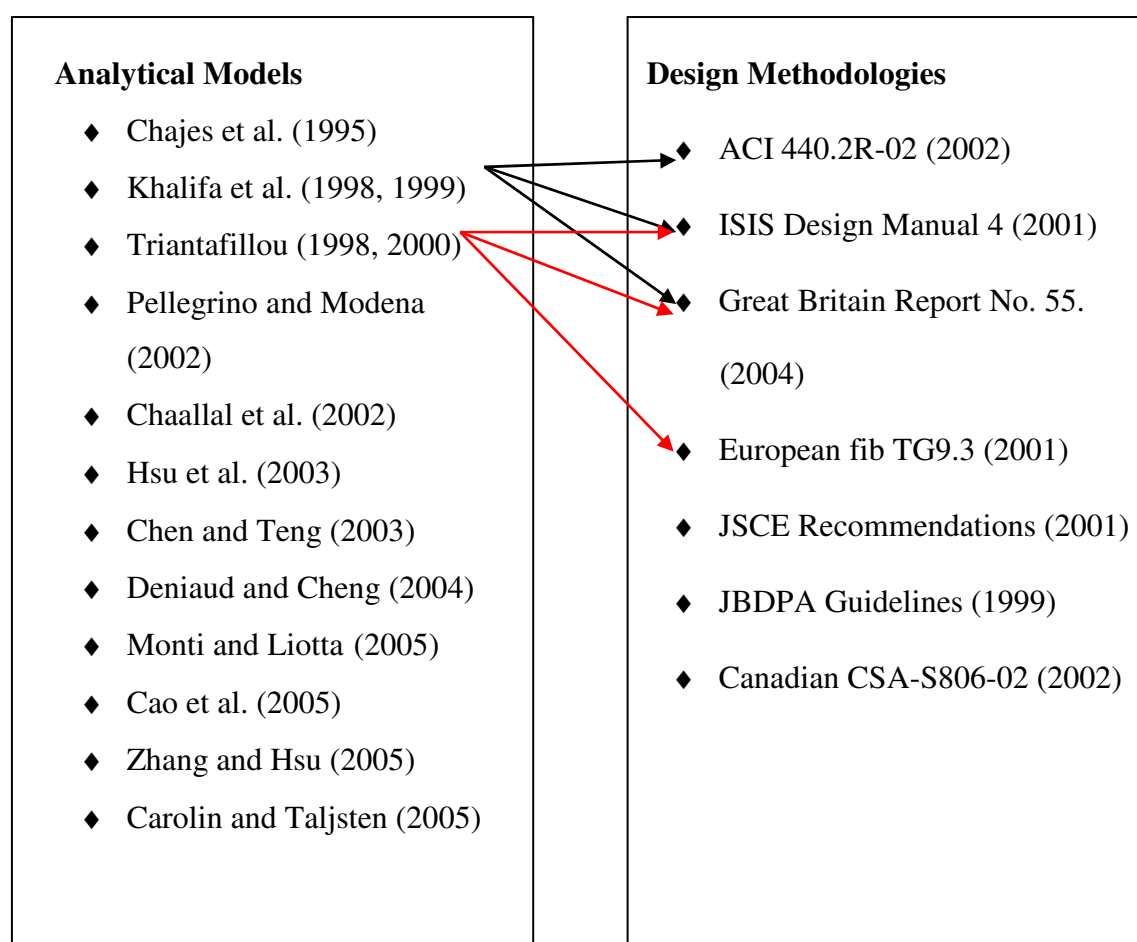 Analytical Models
♦ Chajes et al. (1995)
♦ Khalifa et al. (1998, 1999)
♦ Triantafillou (1998, 2000)
♦ Pellegrino and Modena
(2002)
♦ Chaallal et al. (2002)
♦ Hsu et al. (2003)
♦ Chen and Teng (2003)
♦ Deniaud and Cheng (2004)
♦ Monti and Liotta (2005)
♦ Cao et al. (2005)
♦ Zhang and Hsu (2005)
♦ Carolin and Taljsten (2005)
Design Methodologies
♦ ACI 440.2R-02 (2002)
♦ ISIS Design Manual 4 (2001)
♦ Great Britain Report No. 55.
(2004)
♦ European fib TG9.3 (2001)
♦ JSCE Recommendations (2001)
♦ JBDPA Guidelines (1999)
♦ Canadian CSA-S806-02 (2002)